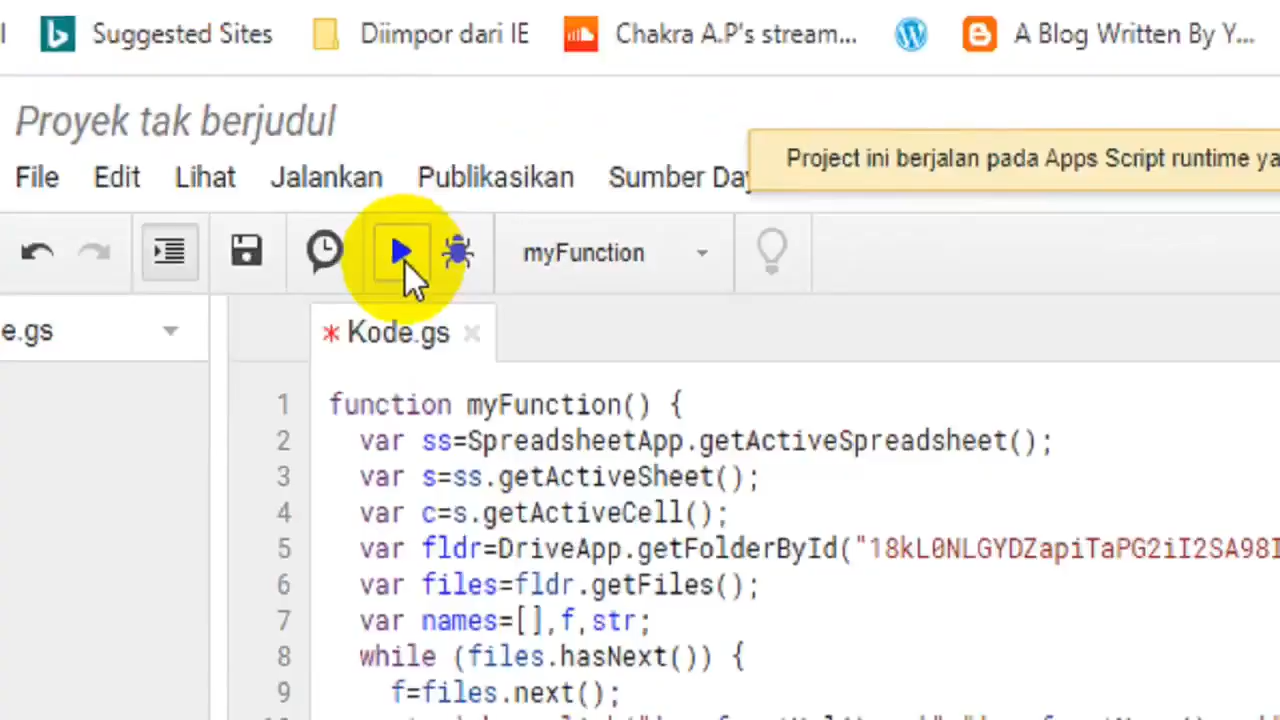 Suggested Sites Diimpor dari IE Chakra A.P's stream... A Blog Written By Y...
Proyek tak berjudul
Project ini berjalan pada Apps Script runtime ya
File Edit Lihat Jalankan Publikasikan Sumber Day
myFunction
e.gs
* Kode.gs
1 function myFunction() {
2 var ss=SpreadsheetApp.getActiveSpreadsheet();
3 var s=ss.getActiveSheet();
4 var c=s.getActiveCell();
5 var fldr=DriveApp.getFolderById("18kL0NLGYDZapiTaPG2iI2SA98I
6 var files=fldr.getFiles();
7 var names=[],f,str;
8 while (files.hasNext()) {
9 f=files.next();